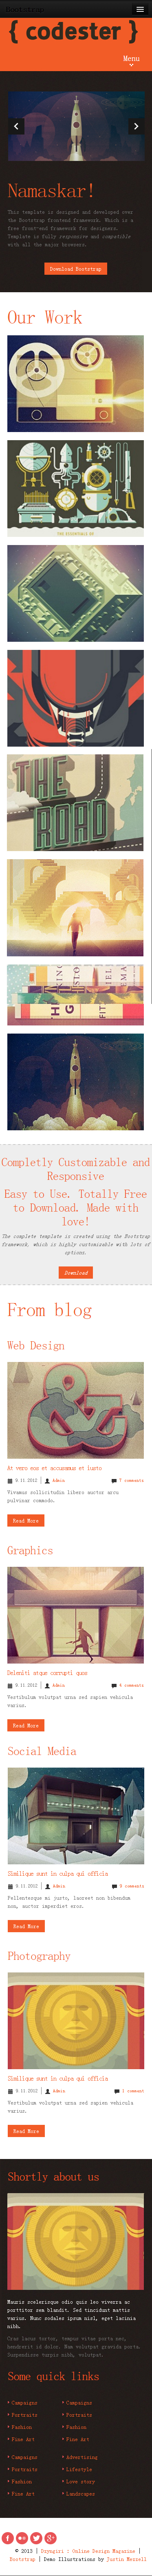 Bootstrap
{ codester }
Menu
Namaskar!
This template is designed and developed over
the Bootstrap frontend framework. Which is a
free front-end framework for designers.
Template is fully responsive and compatible
with all the major browsers.
Download Bootstrap
Our Work
THE ESSENTIALS OF
THE
ROAD
Completly Customizable and
Responsive
Easy to Use. Totally Free
to Download. Made with
love!
The complete template is created using the Bootstrap
framework, which is highly customizable with lots of
options.
Download
From blog
Web Design
At vero eos et accusamus et iusto
9.11.2012 | Admin 7 comments
Vivamus sollicitudin libero auctor arcu
pulvinar commodo.
Read More
Graphics
Deleniti atque corrupti quos
9.11.2012 | Admin 4 comments
Vestibulum volutpat urna sed sapien vehicula
varius.
Read More
Social Media
Similique sunt in culpa qui officia
9.11.2012 | Admin comments
Pellentesque mi justo, laoreet non bibendum
non, auctor imperdiet eros.
Read More
Photography
Similique sunt in culpa qui officia
9.11.2012 | Admin 1 comment
Vestibulum volutpat urna sed sapien vehicula
varius.
Read More
Shortly about us
Mauris scelerisque odio quis leo viverra ac
porttitor sem blandit. Sed tincidunt mattis
varius. Nunc sodales ipsum nisl, eget lacinia
nibh.
Cras lacus tortor, tempus vitae porta nec,
hendrerit id dolor. Nam volutpat gravida porta.
Suspendisse turpis nibh, volutpat.
Some quick links
Campaigns Campaigns
Portraits Portraits
Fashion Fashion
Fine Art Fine Art
Campaigns Advertising
Portraits Lifestyle
Fashion Love story
Fine Art Landscapes
© 2013 | Dzyngiri : Online Design Magazine |
Bootstrap | Demo Illustrations by Justin Mezzell